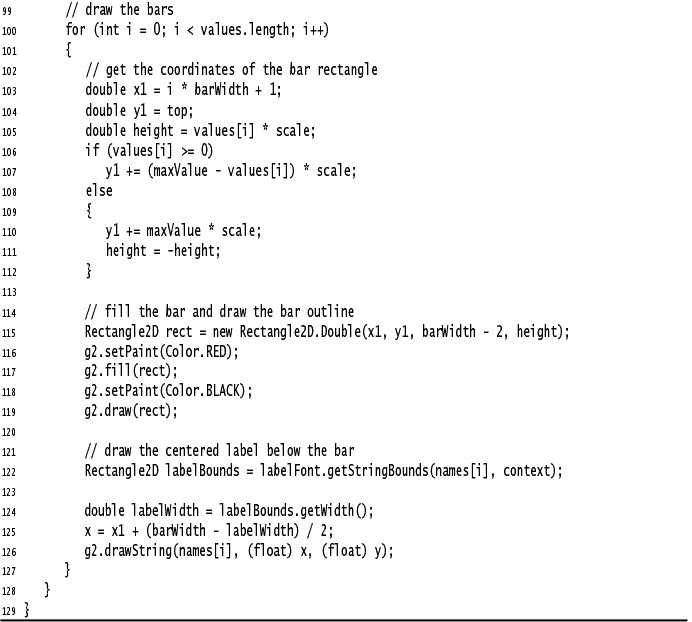 99 // draw the bars
100 for (int i = 0; i < values.length; i++)
101 {
102 // get the coordinates of the bar rectangle
103 double x1 = i * barWidth + 1;
104 double y1 = top;
105 double height = values[i] * scale;
106 if (values[i] >= 0)
107 y1 += (maxValue - values[i]) * scale;
108 else
109 {
110 y1 += maxValue * scale;
111 height = -height;
112 }
113
114 // fill the bar and draw the bar outline
115 Rectangle2D rect = new Rectangle2D.Double(x1, y1, barWidth - 2, height);
116 g2.setPaint(Color.RED);
117 g2.fill(rect);
118 g2.setPaint(Color.BLACK);
119 g2.draw(rect);
120
121 // draw the centered label below the bar
122 Rectangle2D labelBounds = labelFont.getStringBounds(names[i], context);
123
124 double labelWidth = labelBounds.getWidth();
125 x = x1 + (barWidth - labelWidth) / 2;
126 g2.drawString(names[i], (float) x, (float) y);
127 }
128 }
129 }